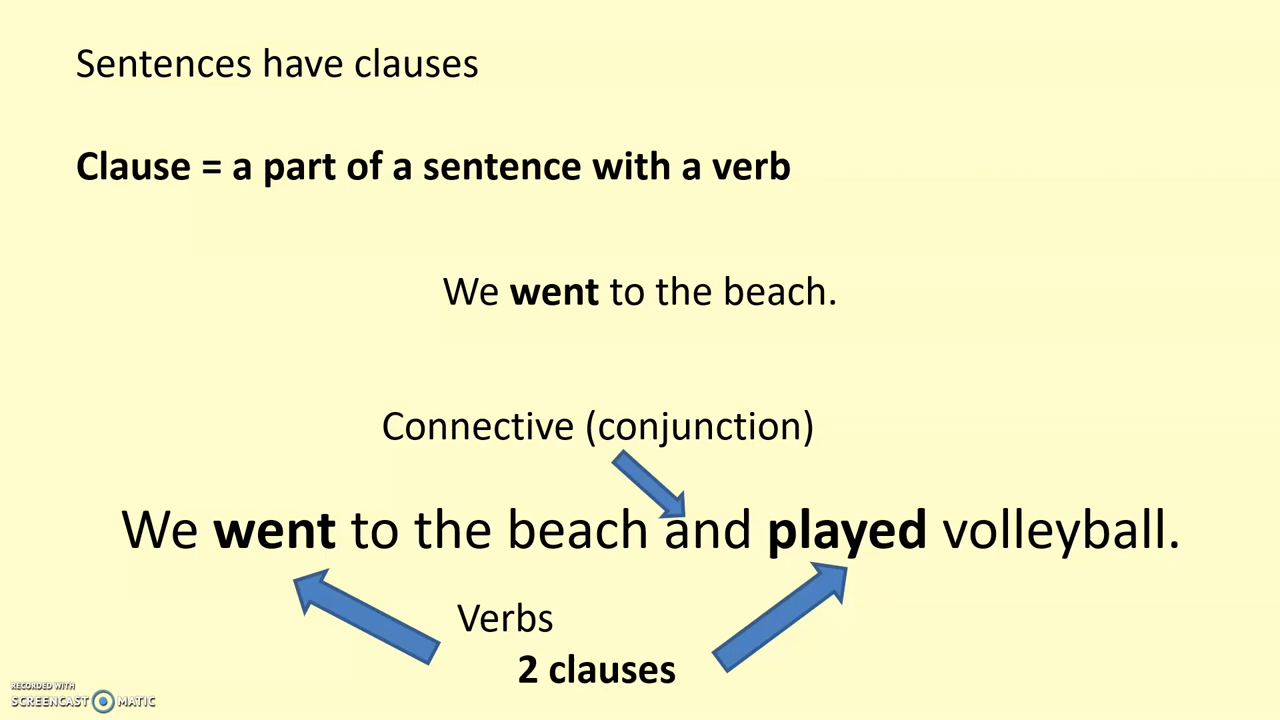 Sentences have clauses
Clause = a part of a sentence with a verb
We went to the beach.
Connective (conjunction)
We went to the beach and played volleyball.
Verbs
2 clauses
RECORDED WITH
SCREENCAST MATIC